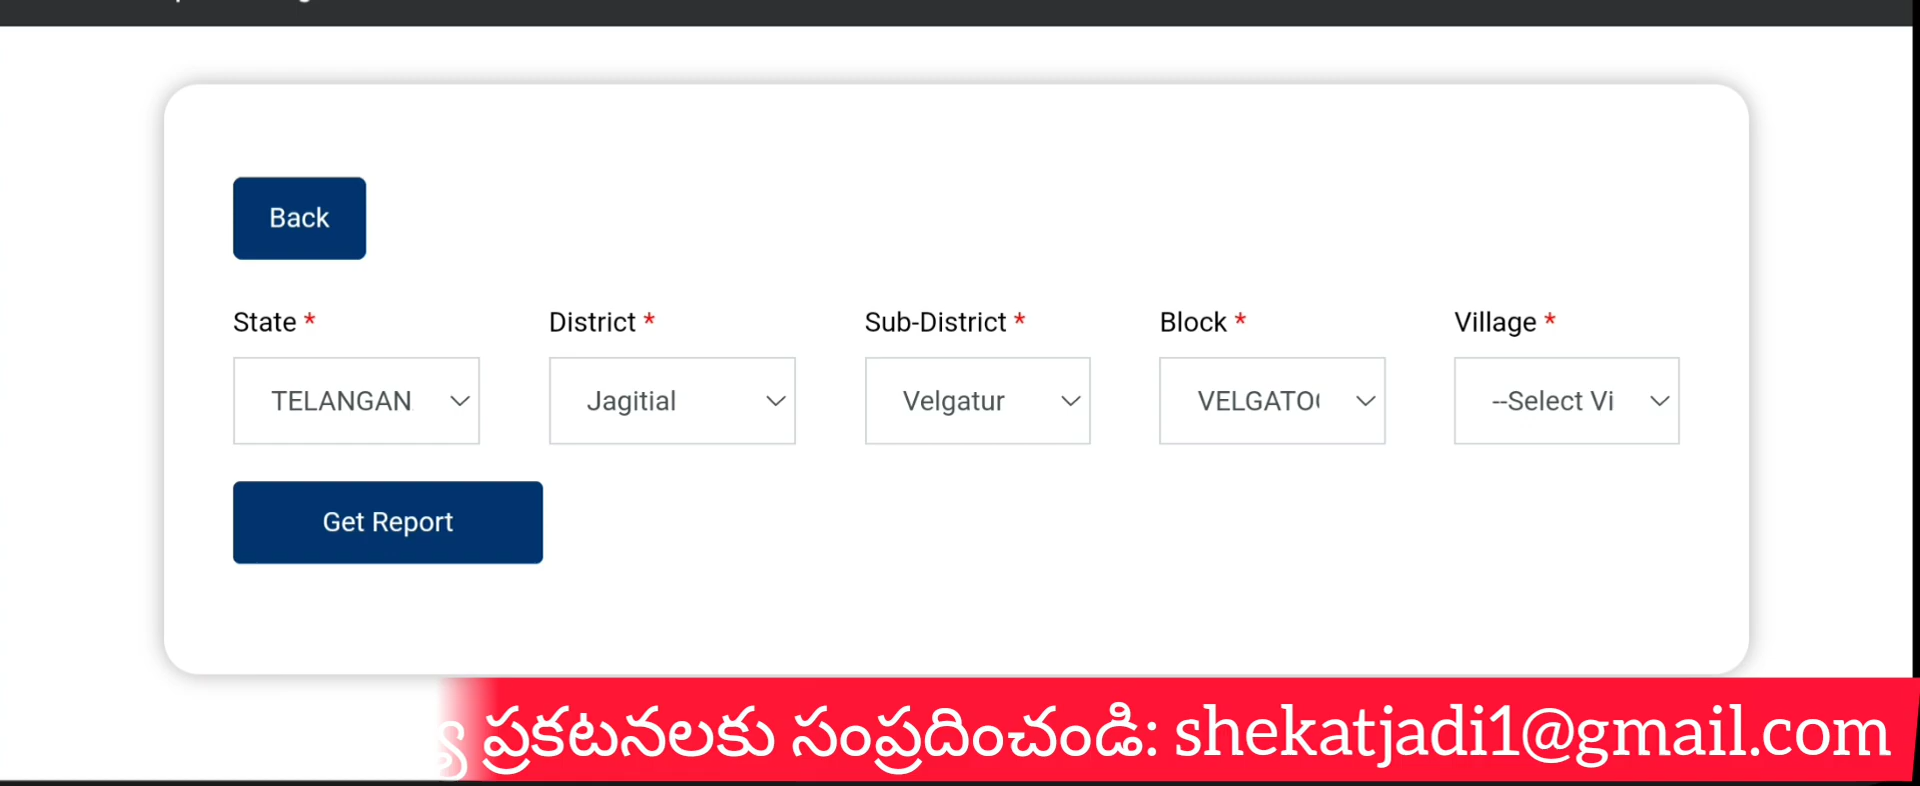 Back
State * District * Sub-District * Block * Village *
TELANGAN Jagitial Velgatur VELGATO --Select Vi
Get Report
ప్రకటనలకు సంప్రదించండి: shekatjadi1@gmail.com